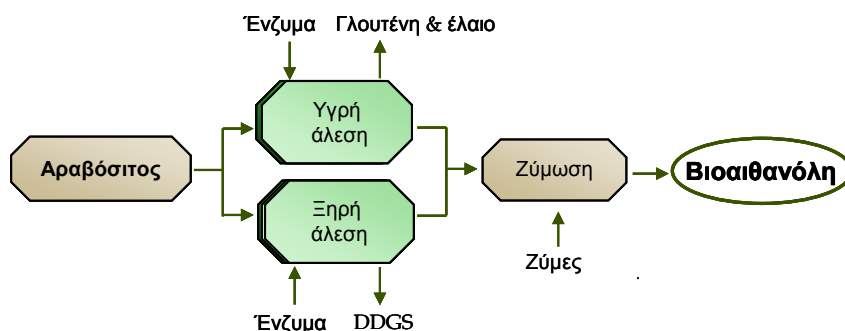 Ένζυμα Γλουτένη & έλαιο
Υγρή
άλεση
Αραβόσιτος
Ζύμωση
Βιοαιθανόλη
Ξηρή
άλεση
Ζύμες
Ένζυμα DDGS